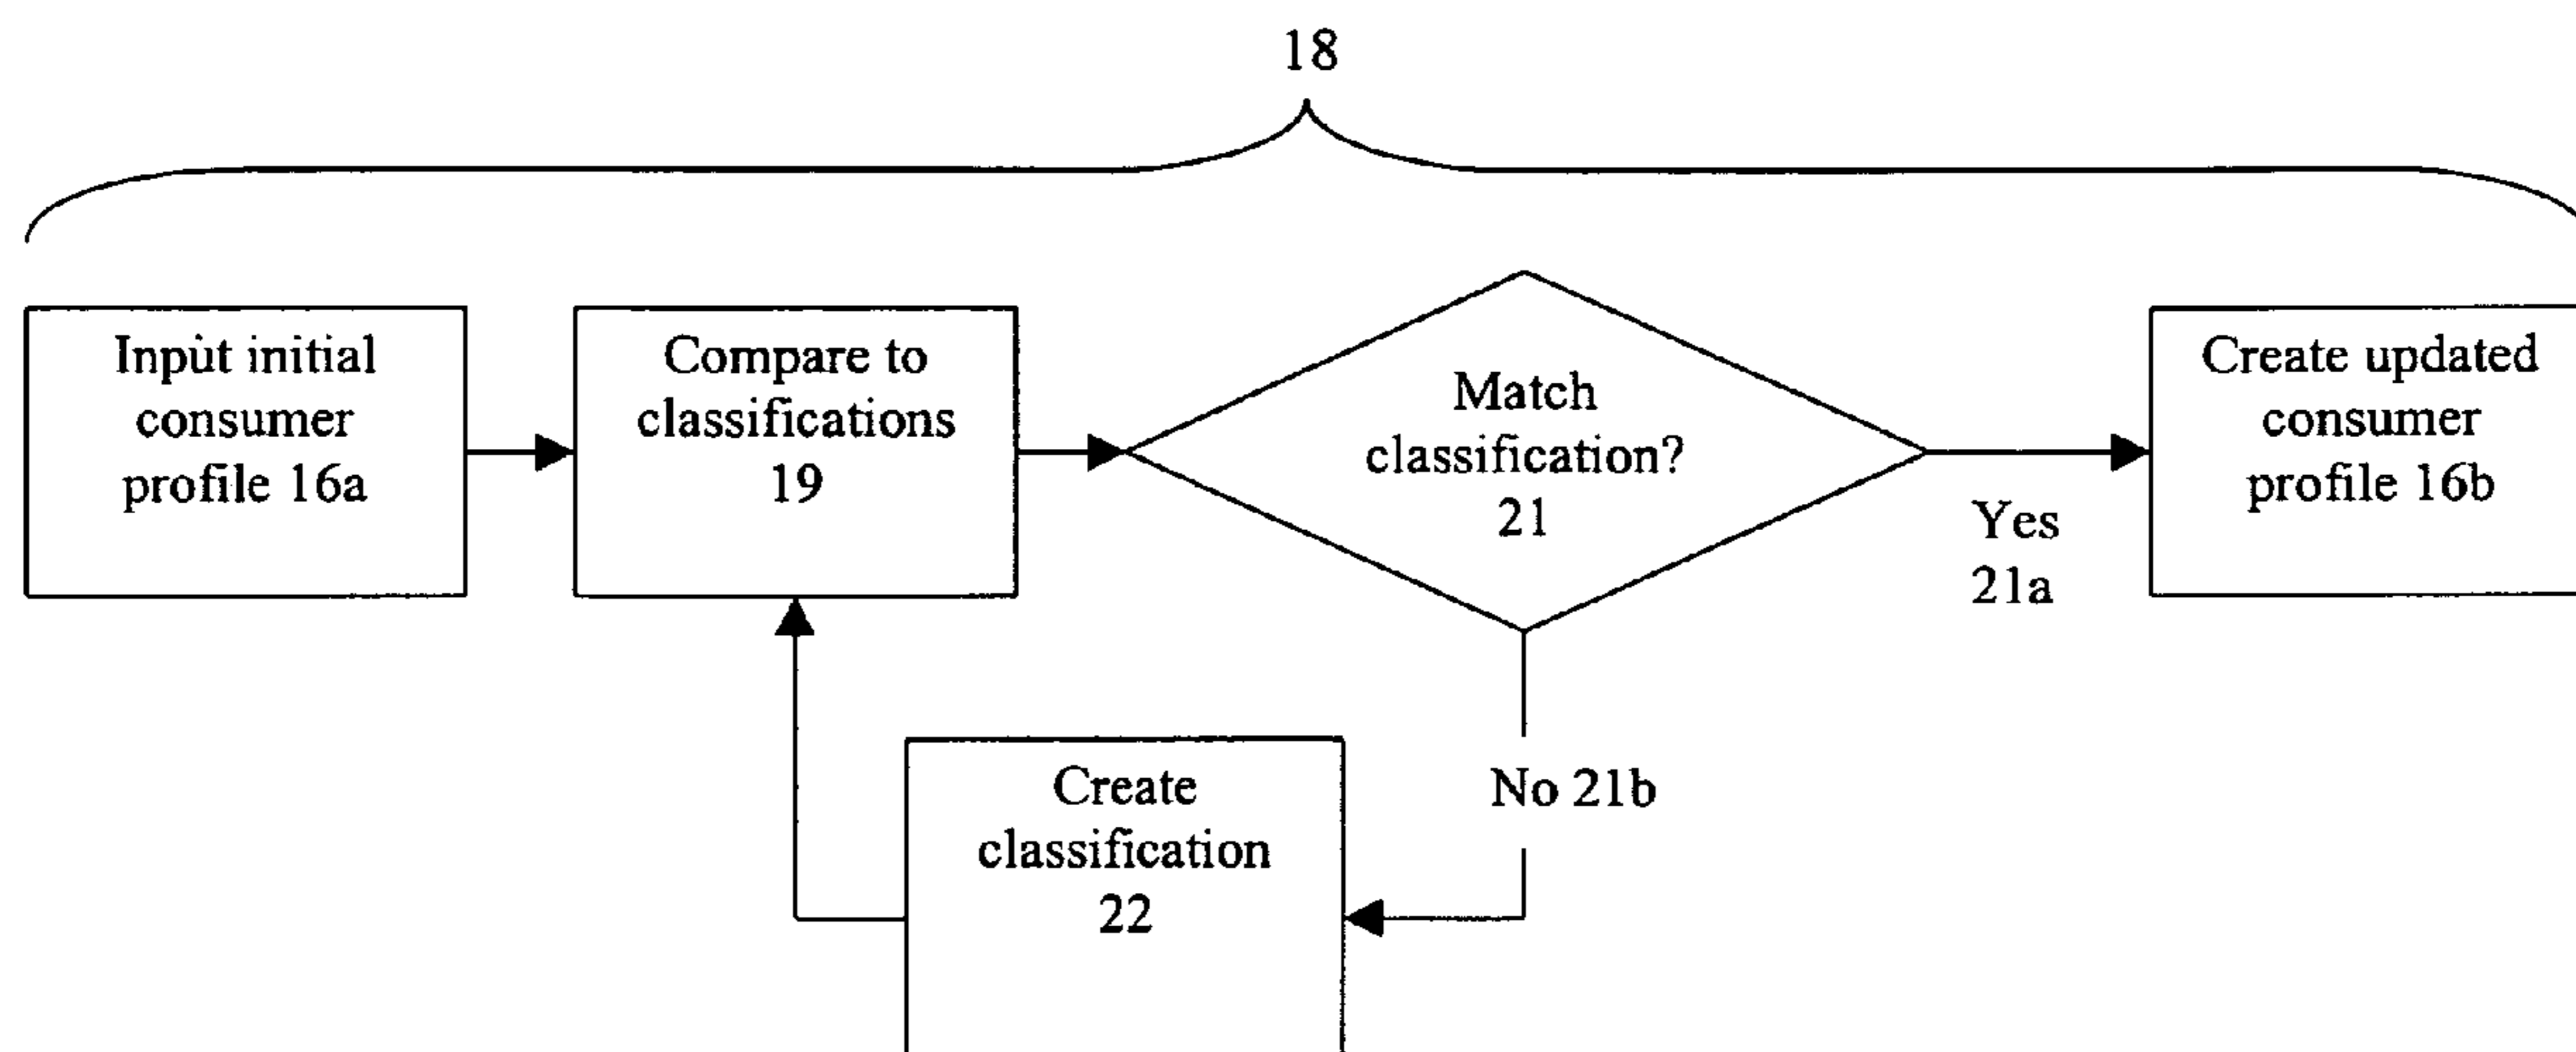 18
Input initial
consumer
profile 16a
Compare to
classifications
19
Match
classification?
21
Yes
21a
Create updated
consumer
profile 16b
No 21b
Create
classification
22